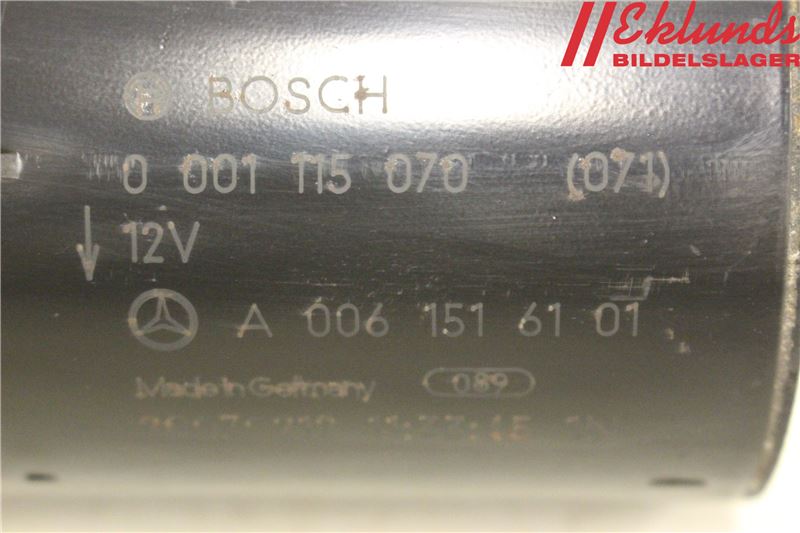 Eklunds
BILDELSLAGER
BOSCH
0 001 115 070 (071)
12V
A 006 151 61 01
Made in Germany 089